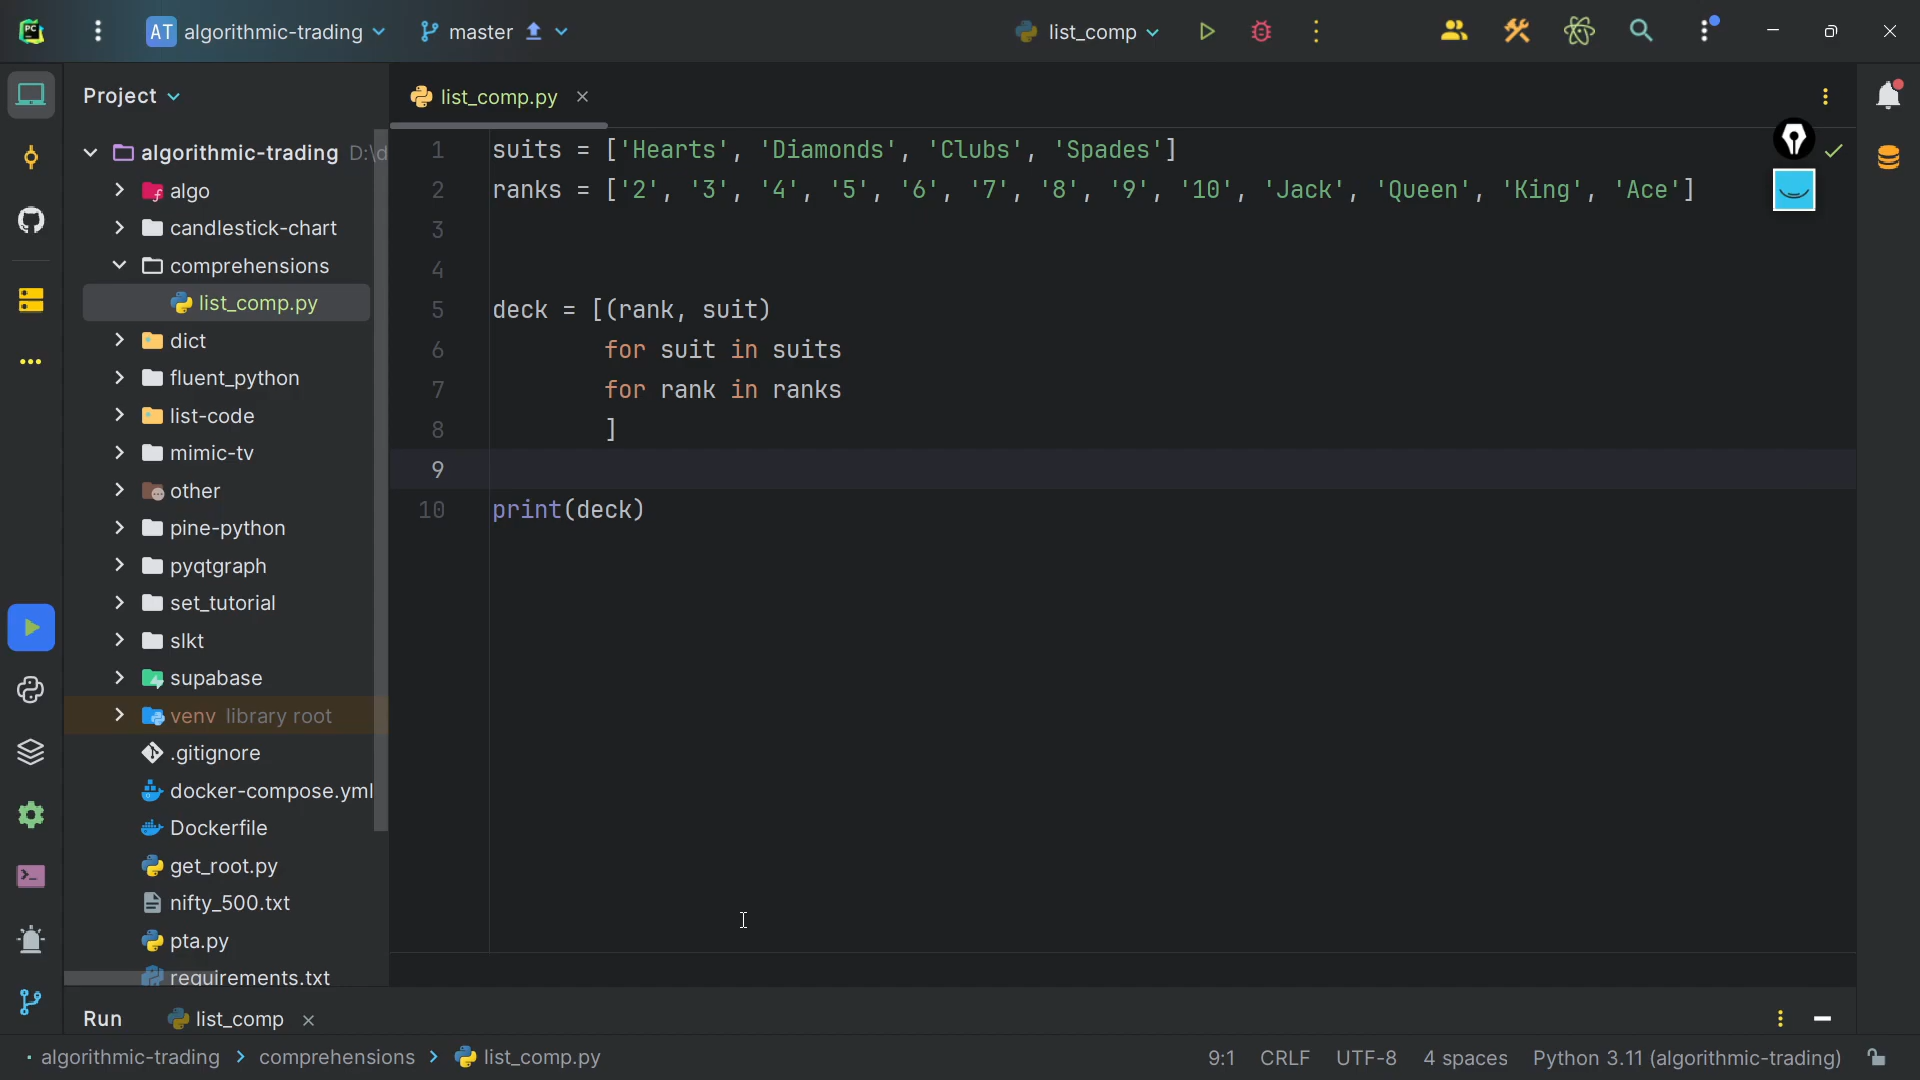 AT algorithmic-trading
master
list_comp
Project
list_comp.py
algorithmic-trading D:\d
algo
candlestick-chart
comprehensions
list_comp.py
dict
fluent_python
list-code
mimic-tv
other
pine-python
pyqtgraph
set_tutorial
slkt
supabase
venv library root
.gitignore
docker-compose.yml
Dockerfile
get_root.py
nifty_500.txt
pta.py
requirements.txt
1 suits = ['Hearts', 'Diamonds', 'Clubs', 'Spades']
2 ranks = ['2', '3', '4', '5', '6', '7', '8', '9', '10', 'Jack', 'Queen', 'King', 'Ace']
3
4
5 deck = [(rank, suit)
6 for suit in suits
7 for rank in ranks
8 ]
9
10 print(deck)
Run list_comp
algorithmic-trading > comprehensions > list_comp.py
9:1 CRLF UTF-8 4 spaces Python 3.11 (algorithmic-trading)